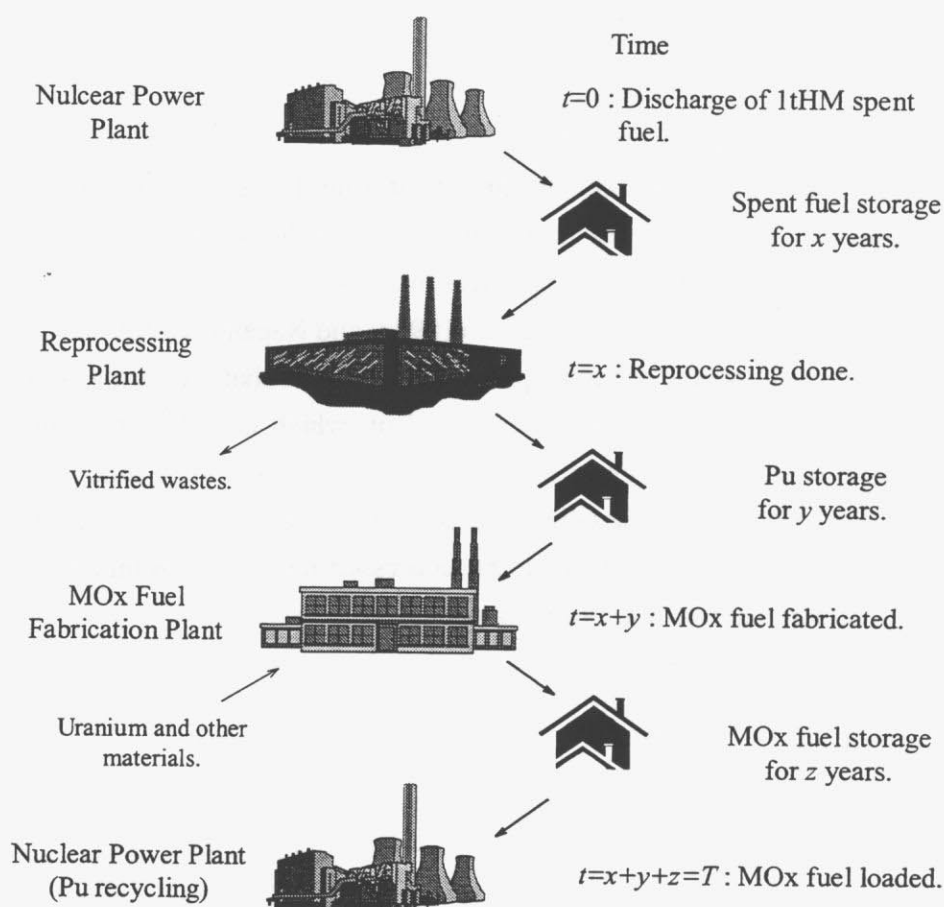 Time
Nulcear Power
Plant
t=0 : Discharge of 1tHM spent
fuel.
Spent fuel storage
for x years.
Reprocessing
Plant
t=x : Reprocessing done.
Vitrified wastes.
Pu storage
for y years.
MOx Fuel
Fabrication Plant
t=x+y : MOx fuel fabricated.
Uranium and other
materials.
MOx fuel storage
for z years.
Nuclear Power Plant
(Pu recycling)
t=x+y+z=T : MOx fuel loaded.